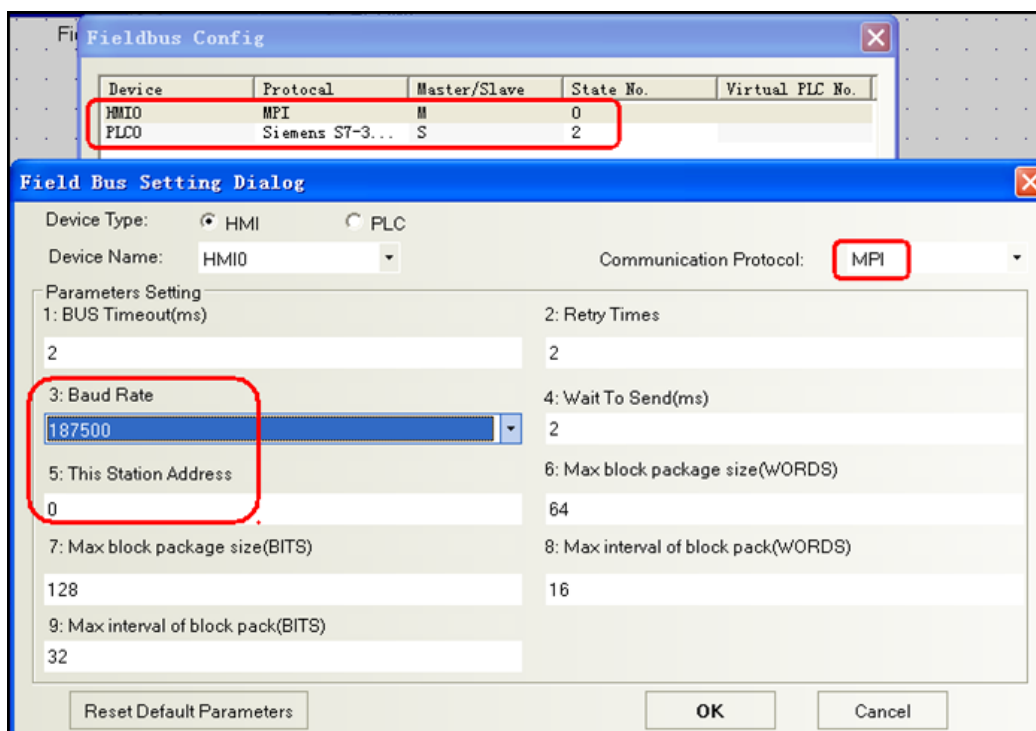 Fi
Fieldbus Config
Device Protocal Master/Slave State No. Virtual PLC No.
HMI0 MPI M 0
PLC0 Siemens S7-3... S 2
Field Bus Setting Dialog
Device Type: HMI PLC
Device Name: HMI0 Communication Protocol: MPI
Parameters Setting
1: BUS Timeout(ms) 2: Retry Times
2 2
3: Baud Rate 4: Wait To Send(ms)
187500 2
5: This Station Address 6: Max block package size(WORDS)
0 64
7: Max block package size(BITS) 8: Max interval of block pack(WORDS)
128 16
9: Max interval of block pack(BITS)
32
Reset Default Parameters OK Cancel